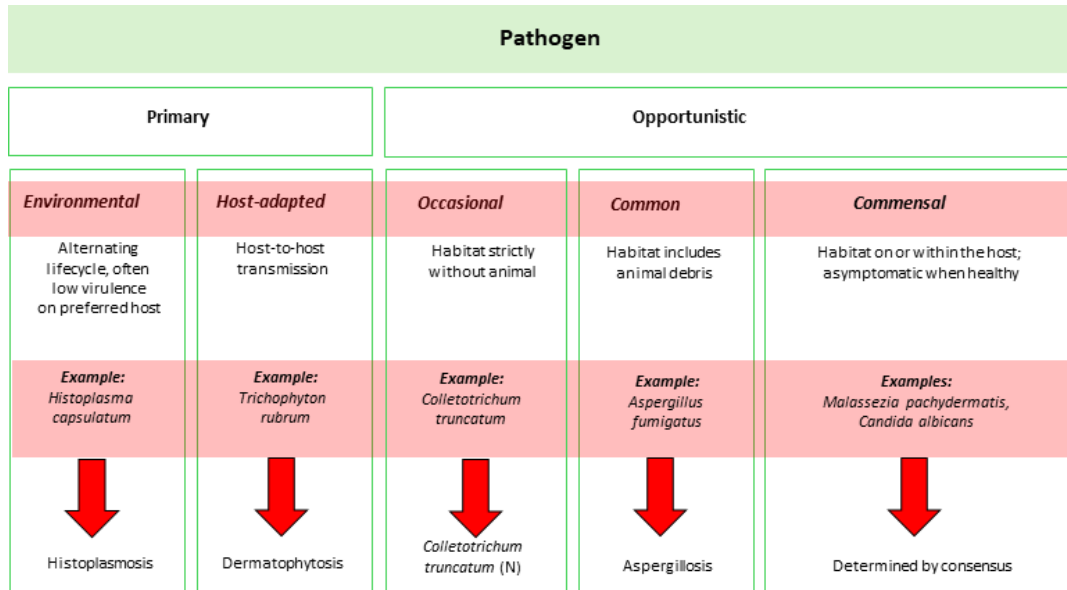 Pathogen
Primary
Opportunistic
Environmental
Host-adapted
Occasional
Common
Commensal
Alternating
lifecycle, often
low virulence
on preferred host
Host-to-host
transmission
Habitat strictly
without animal
Habitat includes
animal debris
Habitat on or within the host;
asymptomatic when healthy
Example:
Histoplasma
capsulatum
Example:
Trichophyton
rubrum
Example:
Colletotrichum
truncatum
Example:
Aspergillus
fumigatus
Examples:
Malassezia pachydermatis,
Candida albicans
Histoplasmosis
Dermatophytosis
Colletotrichum
truncatum (N)
Aspergillosis
Determined by consensus